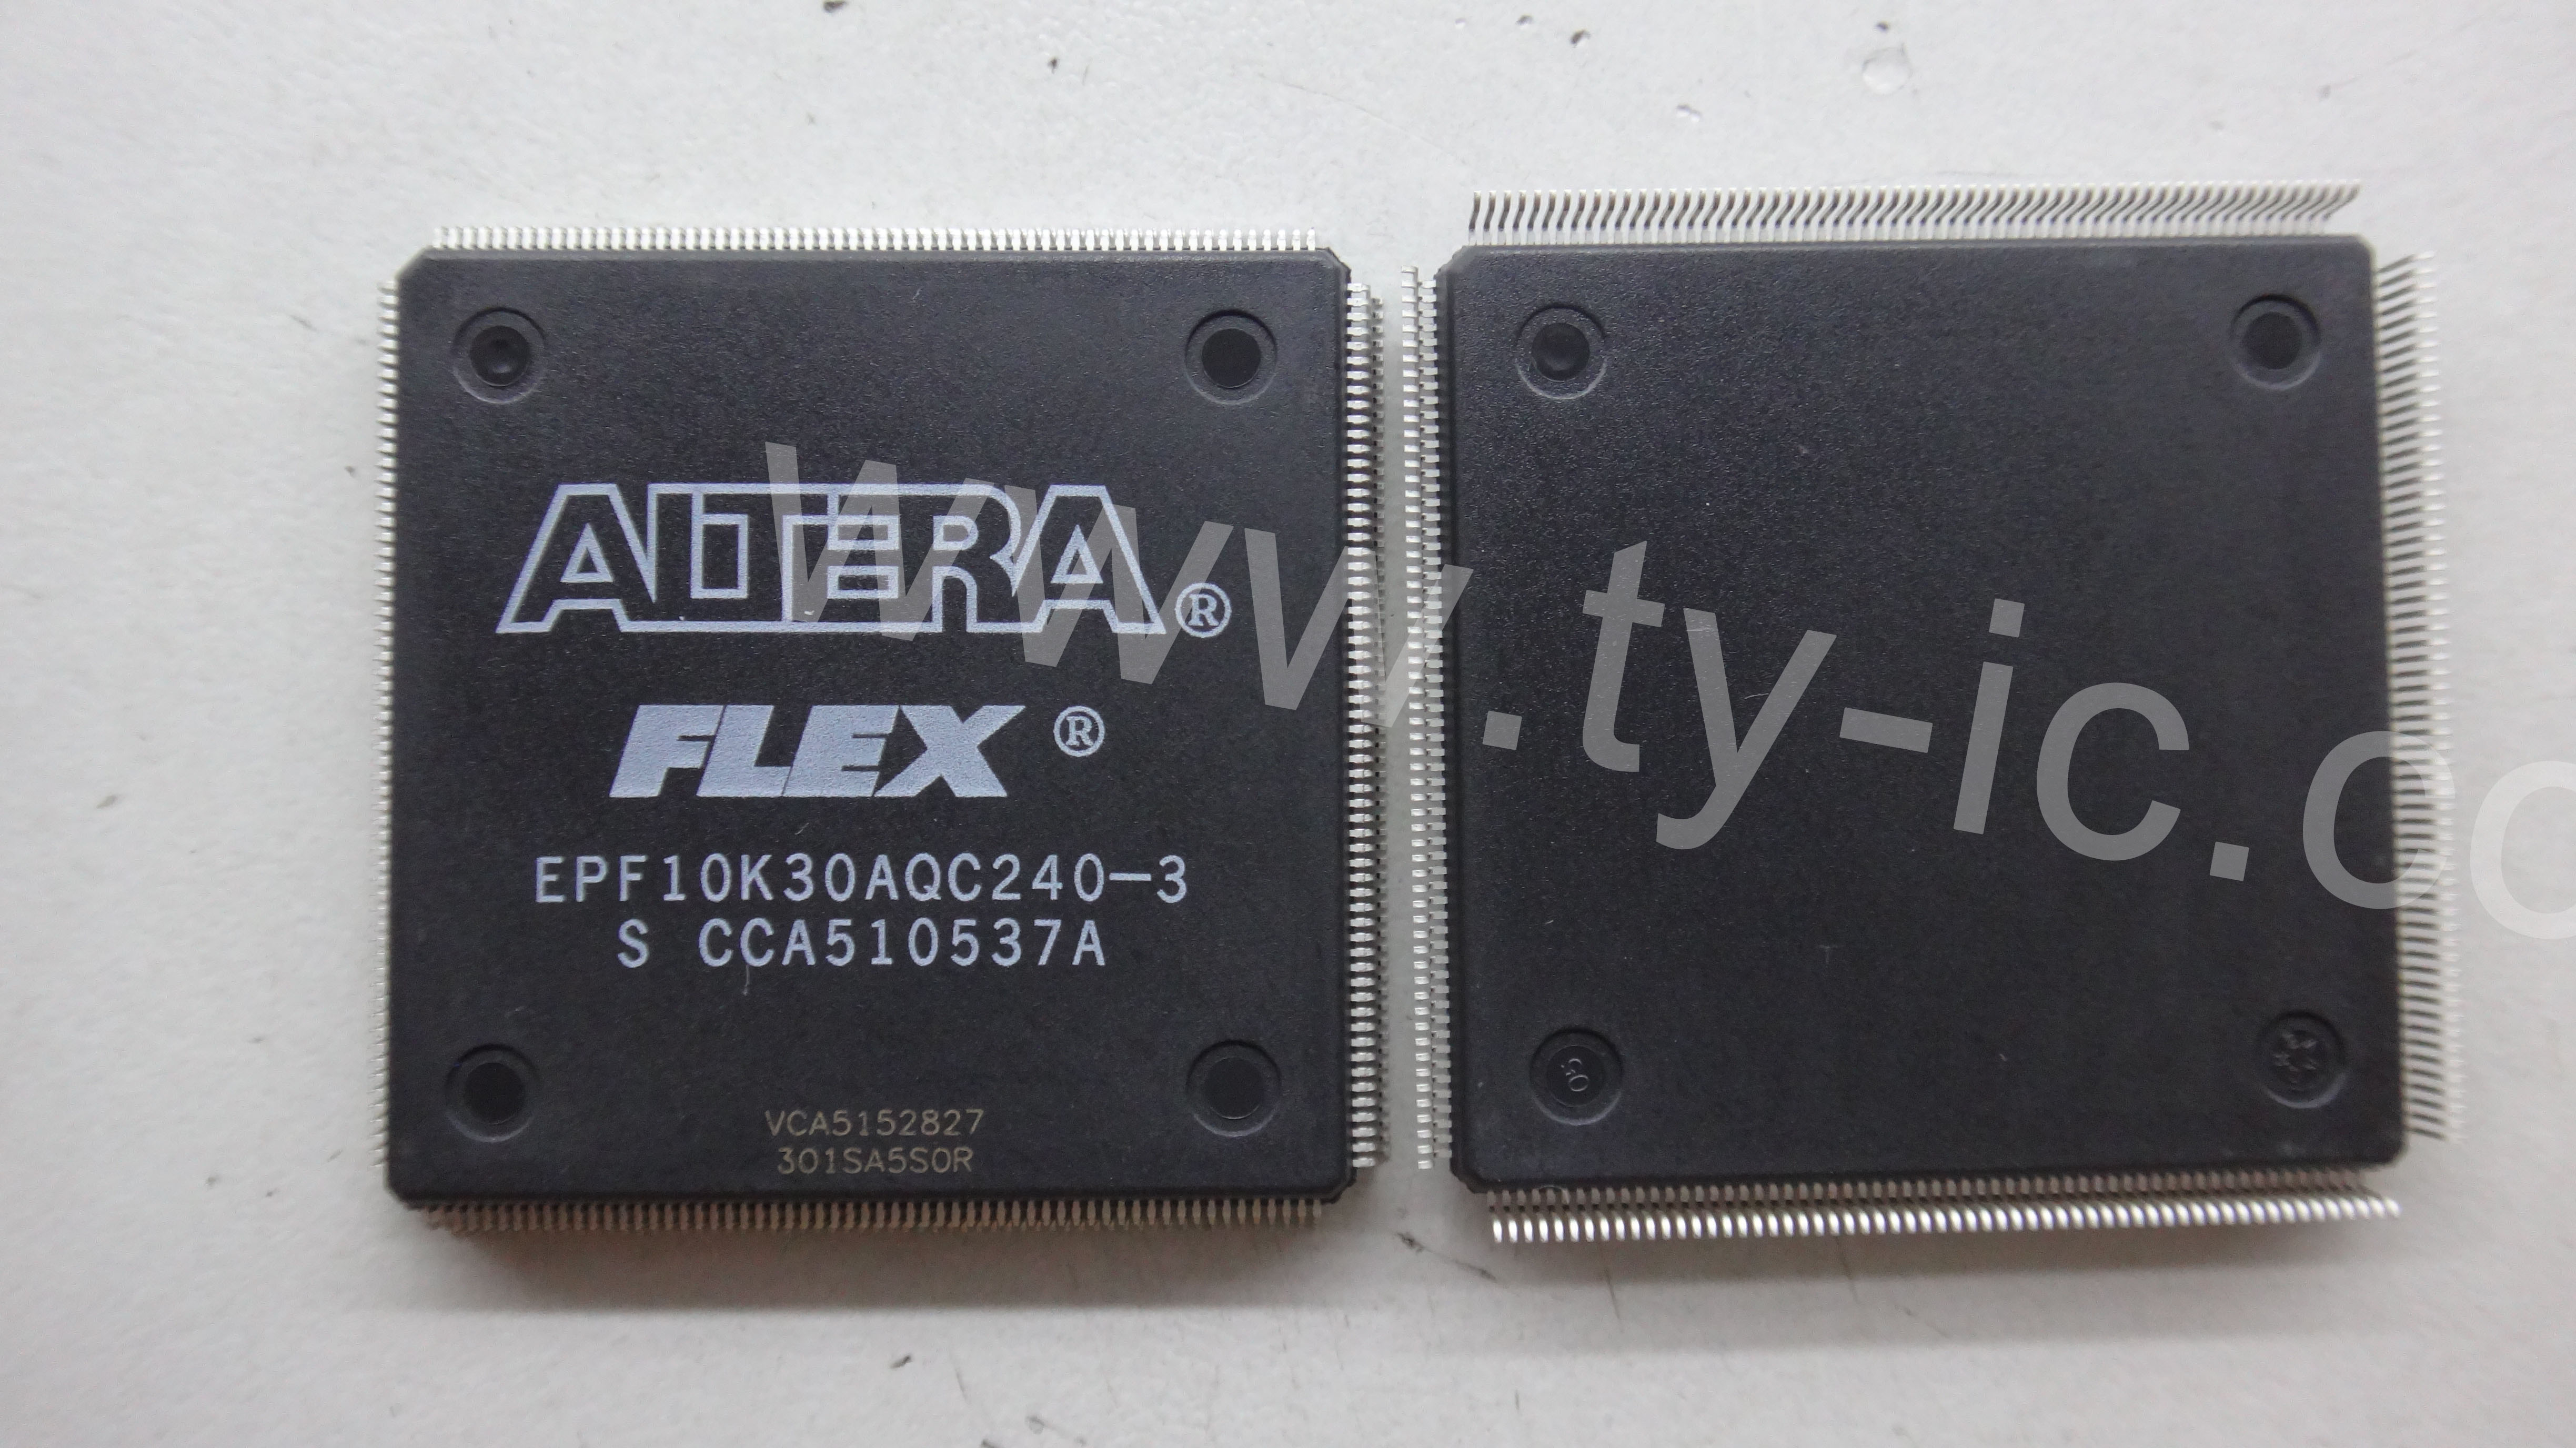 ALTERA®
FLEX®
EPF10K30AQC240-3
S CCA510537A
VCA5152827
301SA5S0R
www.ty-ic.co